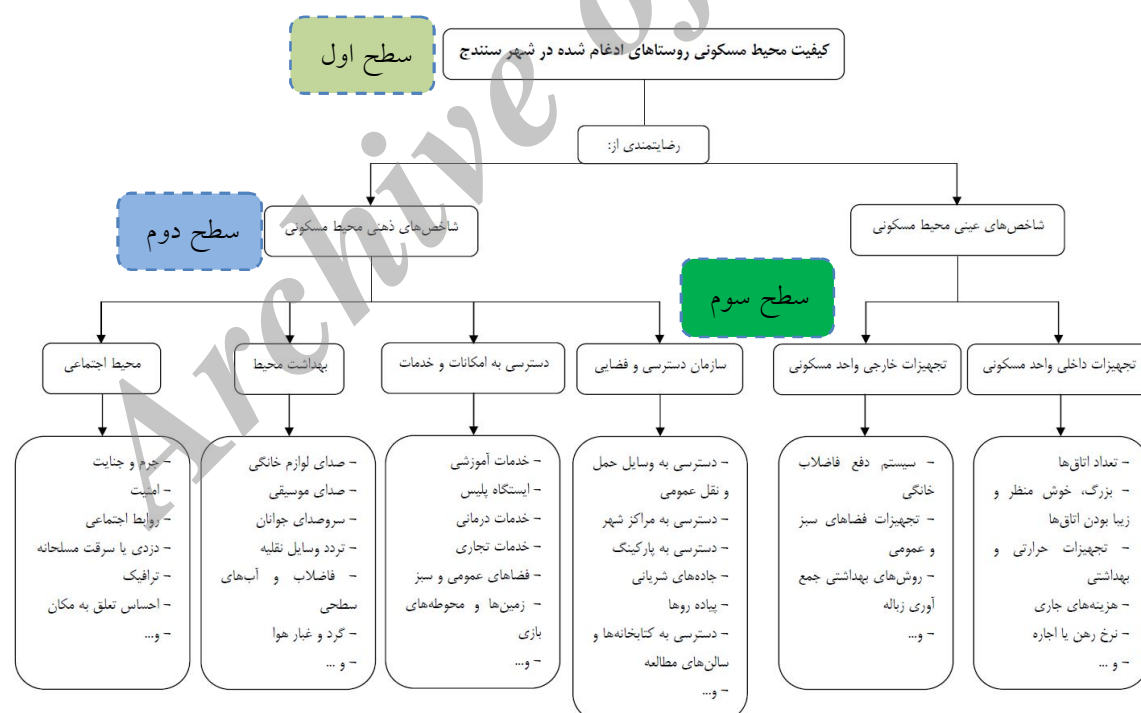 سطح اول
کیفیت محیط مسکونی روستاهای ادغام شده در شهر سنندج
رضایتمندی از:
سطح دوم
شاخص‌های عینی محیط مسکونی
شاخص‌های ذهنی محیط مسکونی
سطح سوم
تجهیزات داخلی واحد مسکونی
تجهیزات خارجی واحد مسکونی
سازمان دسترسی و فضایی
دسترسی به امکانات و خدمات
بهداشت محیط
محیط اجتماعی
- تعداد اتاق‌ها
- بزرگ، خوش منظر و
زیبا بودن اتاق‌ها
- تجهیزات حرارتی و
بهداشتی
- هزینه‌های جاری
- نرخ رهن یا اجاره
- و ...
- سیستم دفع فاضلاب
خانگی
- تجهیزات فضاهای سبز
و عمومی
- روش‌های بهداشتی جمع
آوری زباله
- و...
- دسترسی به وسایل حمل
و نقل عمومی
- دسترسی به مراکز شهر
- دسترسی به پارکینگ
- جاده‌های شریانی
- پیاده روها
- دسترسی به کتابخانه‌ها و
سالن‌های مطالعه
- و...
- خدمات آموزشی
- ایستگاه پلیس
- خدمات درمانی
- خدمات تجاری
- فضاهای عمومی و سبز
- زمین‌ها و محوطه‌های
بازی
- و...
- صدای لوازم خانگی
- صدای موسیقی
- سروصدای جوانان
- تردد وسایل نقلیه
- فاضلاب و آب‌های
سطحی
- گرد و غبار هوا
- و ...
- جرم و جنایت
- امنیت
- روابط اجتماعی
- دزدی یا سرقت مسلحانه
- ترافیک
- احساس تعلق به مکان
- و...
Archive of